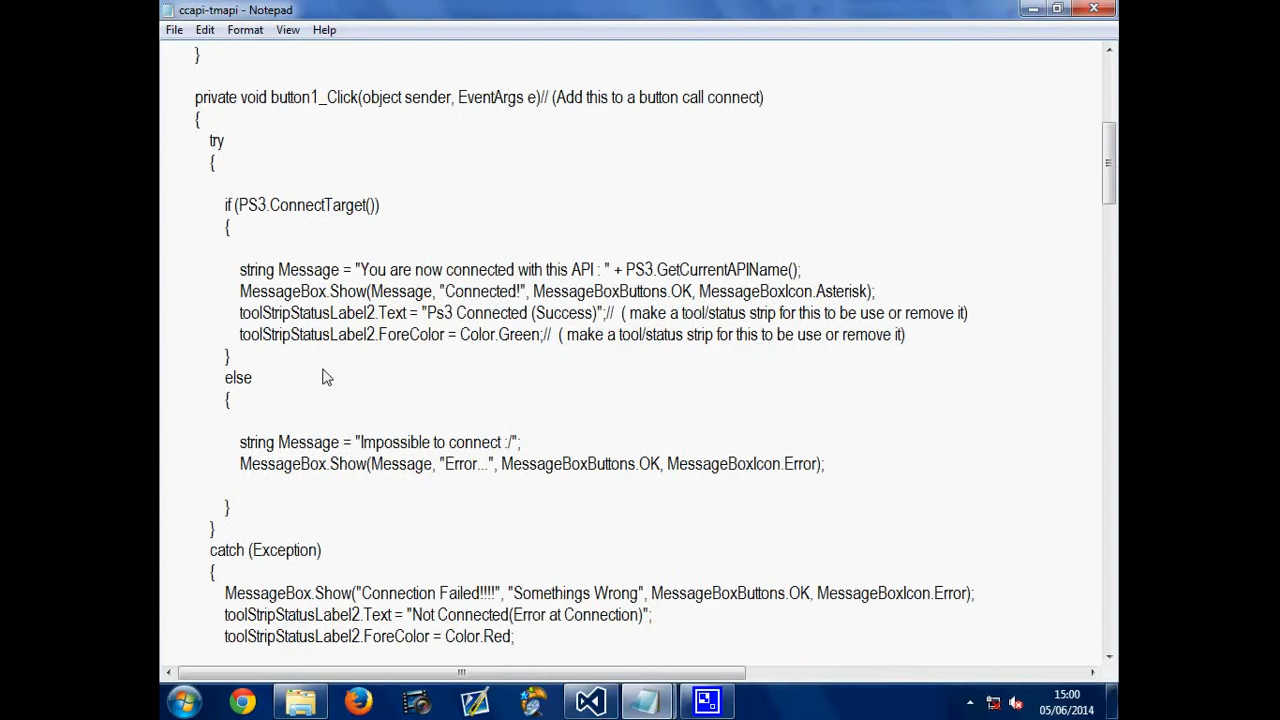 ccapi-tmapi - Notepad
File Edit Format View Help
}
private void button1_Click(object sender, EventArgs e)// (Add this to a button call connect)
{
try
{
if (PS3.ConnectTarget())
{
string Message = "You are now connected with this API : " + PS3.GetCurrentAPIName();
MessageBox.Show(Message, "Connected!", MessageBoxButtons.OK, MessageBoxIcon.Asterisk);
toolStripStatusLabel2.Text = "Ps3 Connected (Success)";// ( make a tool/status strip for this to be use or remove it)
toolStripStatusLabel2.ForeColor = Color.Green;// ( make a tool/status strip for this to be use or remove it)
}
else
{
string Message = "Impossible to connect :/";
MessageBox.Show(Message, "Error...", MessageBoxButtons.OK, MessageBoxIcon.Error);
}
}
catch (Exception)
{
MessageBox.Show("Connection Failed!!!!", "Somethings Wrong", MessageBoxButtons.OK, MessageBoxIcon.Error);
toolStripStatusLabel2.Text = "Not Connected(Error at Connection)";
toolStripStatusLabel2.ForeColor = Color.Red;
15:00
05/06/2014